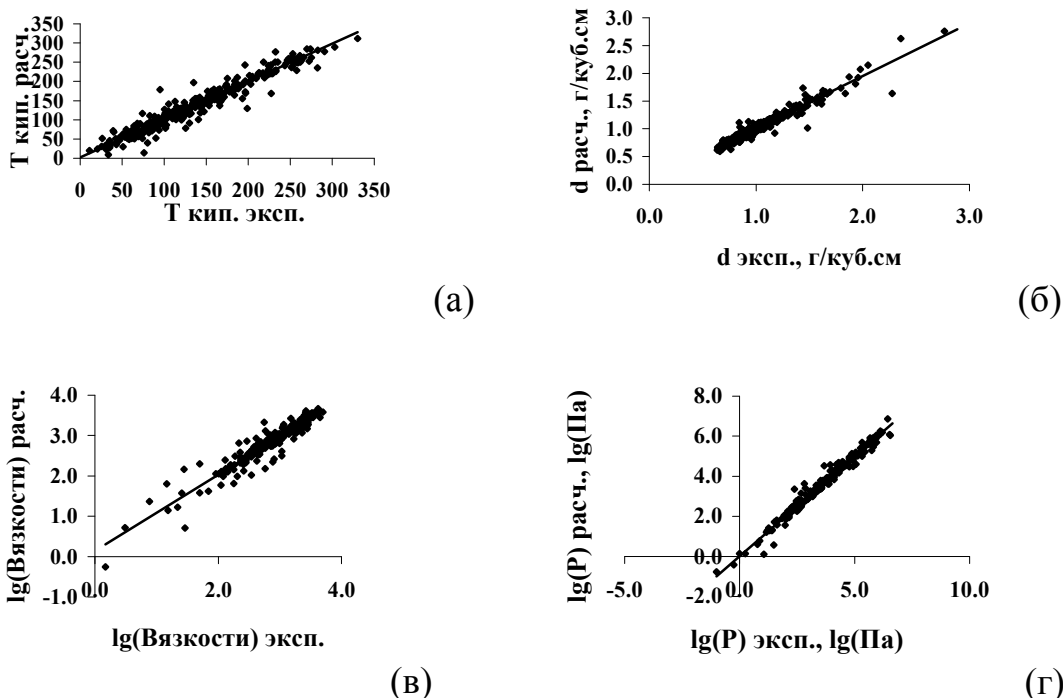 Т кип. расч.
350
300
250
200
150
100
50
0
0 50 100 150 200 250 300 350
Т кип. эксп.
(а)
d расч., г/куб.см
3.0
2.5
2.0
1.5
1.0
0.5
0.0
0.0 1.0 2.0 3.0
d эксп., г/куб.см
(б)
lg(Вязкости) расч.
4.0
3.0
2.0
1.0
0.0
-1.0
0.0 2.0 4.0
lg(Вязкости) эксп.
(в)
lg(P) расч., lg(Па)
8.0
6.0
4.0
2.0
0.0
-2.0
-5.0 0.0 5.0 10.0
lg(P) эксп., lg(Па)
(г)